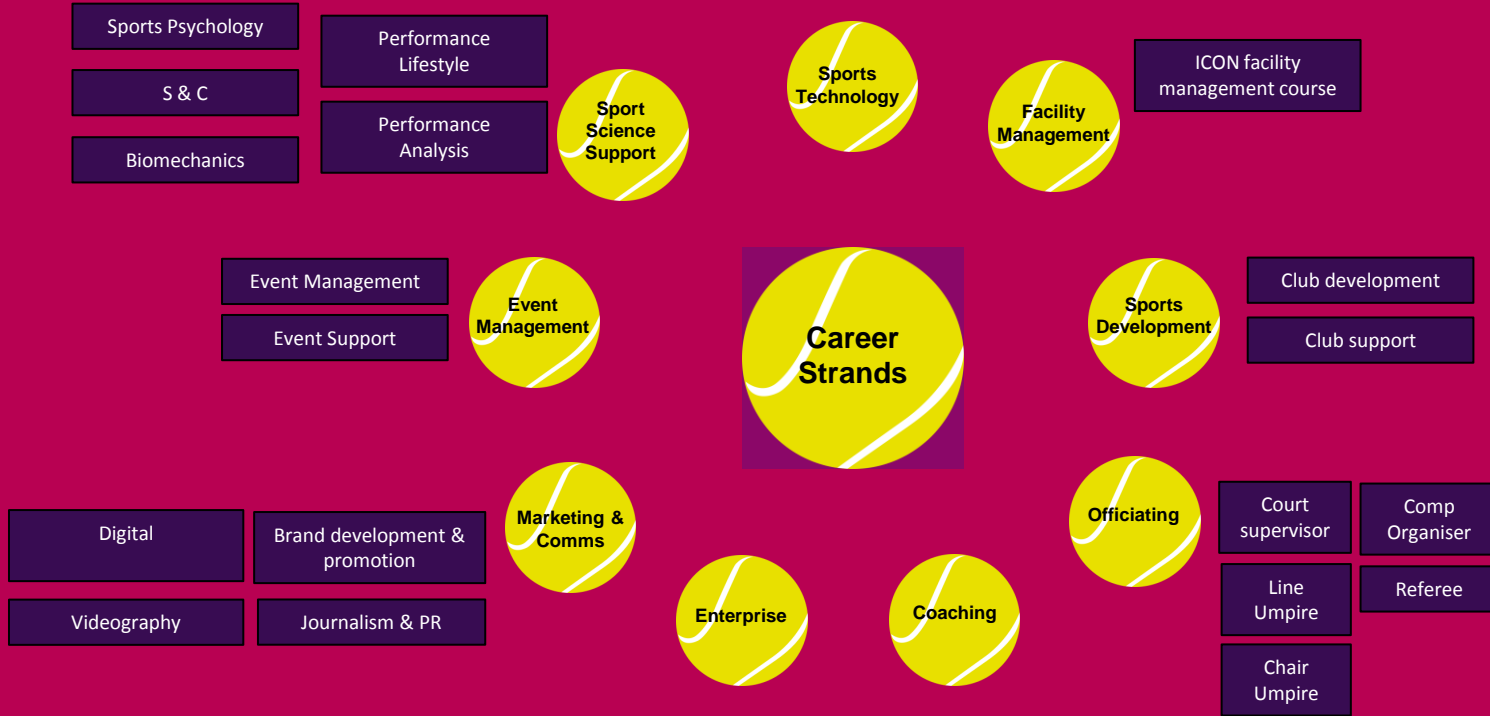 Sports Psychology
S & C
Biomechanics
Performance
Lifestyle
Performance
Analysis
Sport
Science
Support
Sports
Technology
Facility
Management
ICON facility
management course
Event Management
Event Support
Event
Management
Career
Strands
Sports
Development
Club development
Club support
Digital
Brand development &
promotion
Videography
Journalism & PR
Marketing &
Comms
Enterprise
Coaching
Officiating
Court
supervisor
Comp
Organiser
Line
Umpire
Referee
Chair
Umpire